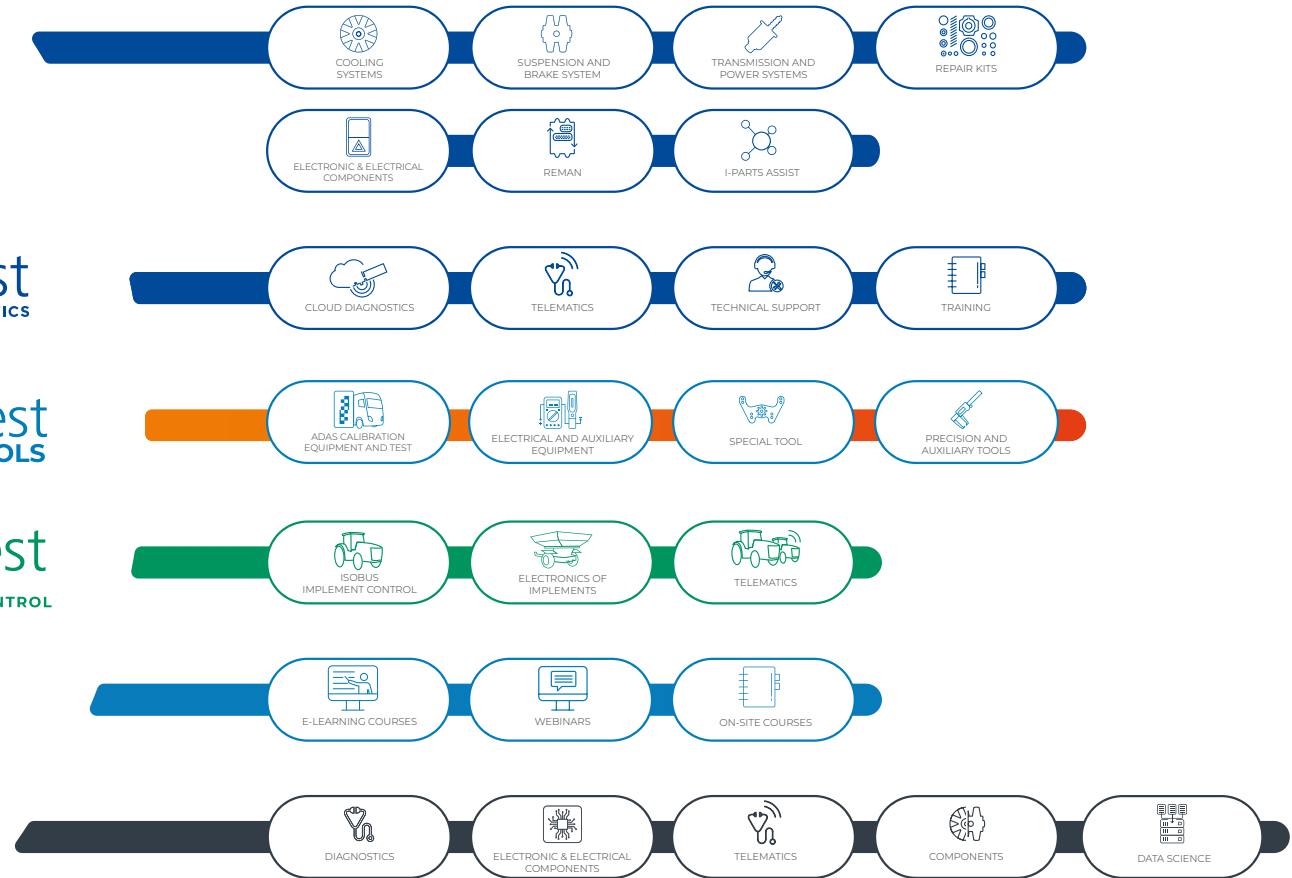 COOLING
SYSTEMS
SUSPENSION AND
BRAKE SYSTEM
TRANSMISSION AND
POWER SYSTEMS
REPAIR KITS
ELECTRONIC & ELECTRICAL
COMPONENTS
REMAN
I-PARTS ASSIST
st
TICS
CLOUD DIAGNOSTICS
TELEMATICS
TECHNICAL SUPPORT
TRAINING
est
OLS
ADAS CALIBRATION
EQUIPMENT AND TEST
ELECTRICAL AND AUXILIARY
EQUIPMENT
SPECIAL TOOL
PRECISION AND
AUXILIARY TOOLS
est
NTROL
ISOBUS
IMPLEMENT CONTROL
ELECTRONICS OF
IMPLEMENTS
TELEMATICS
E-LEARNING COURSES
WEBINARS
ON-SITE COURSES
DIAGNOSTICS
ELECTRONIC & ELECTRICAL
COMPONENTS
TELEMATICS
COMPONENTS
DATA SCIENCE